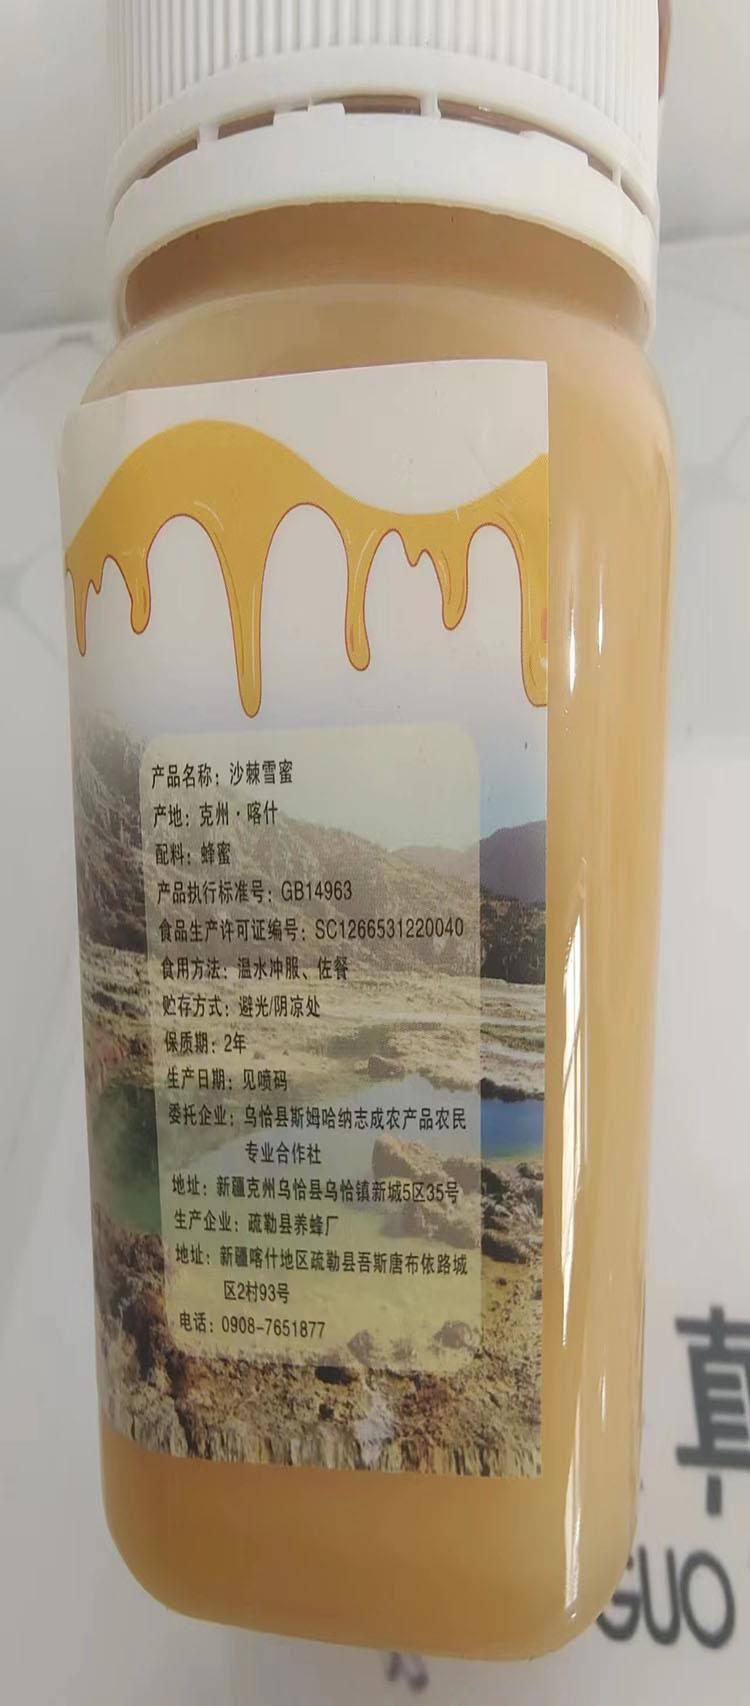 产品名称：沙棘雪蜜
产地：克州·喀什
配料：蜂蜜
产品执行标准号：GB14963
食品生产许可证编号：SC1266531220040
食用方法：温水冲服、佐餐
贮存方式：避光/阴凉处
保质期：2年
生产日期：见喷码
委托企业：乌恰县斯姆哈纳志成农产品农民
专业合作社
地址：新疆克州乌恰县乌恰镇新城5区35号
生产企业：疏勒县养蜂厂
地址：新疆喀什地区疏勒县吾斯唐布依路城
区2村93号
电话：0908-7651877
GUO